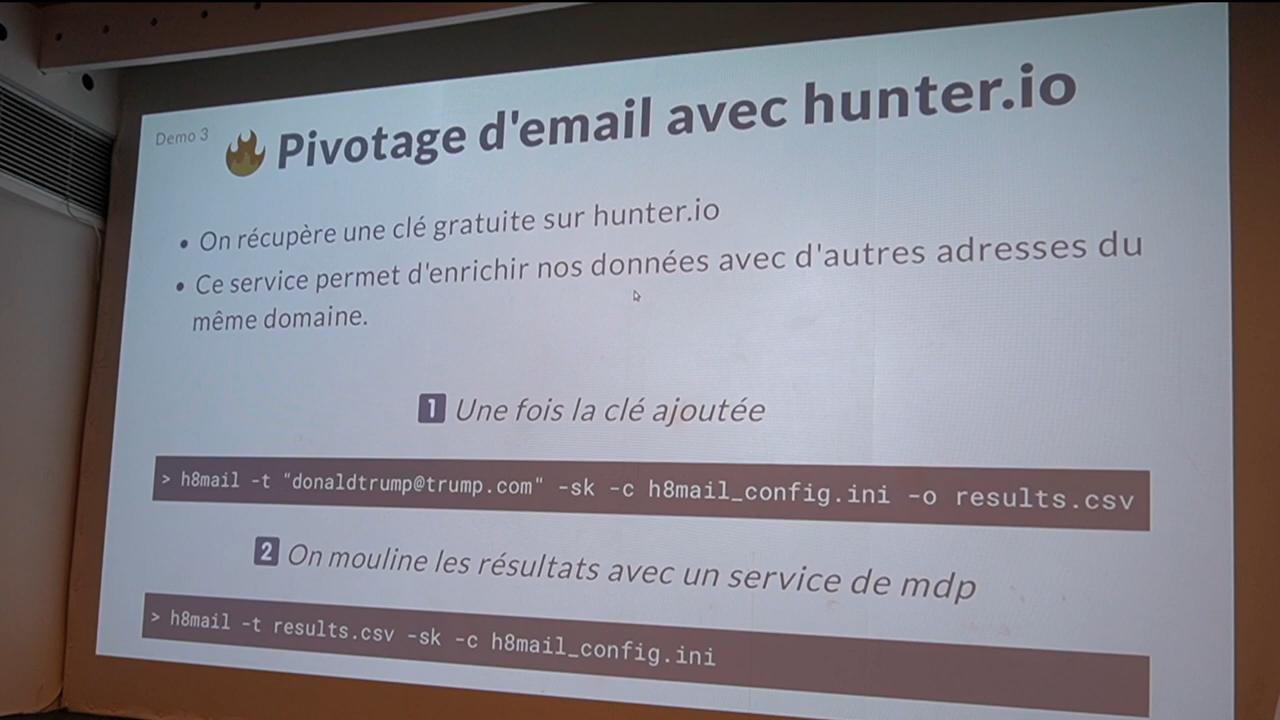 Demo 3
Pivotage d'email avec hunter.io
• On récupère une clé gratuite sur hunter.io
• Ce service permet d'enrichir nos données avec d'autres adresses du
même domaine.
1 Une fois la clé ajoutée
> h8mail -t "donaldtrump@trump.com" -sk -c h8mail_config.ini -o results.csv
2 On mouline les résultats avec un service de mdp
> h8mail -t results.csv -sk -c h8mail_config.ini